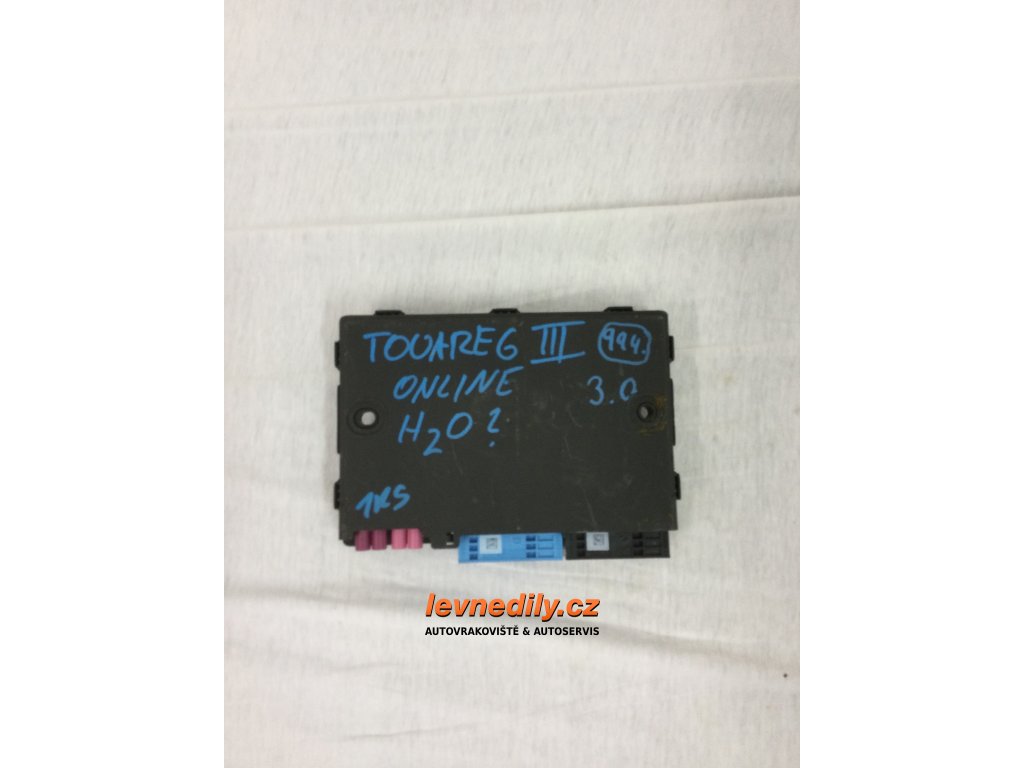 TOUAREG III 994.
ONLINE 3.0
H2O?
1KS
levnedily.cz
AUTOVRAKOVIŠTĚ & AUTOSERVIS